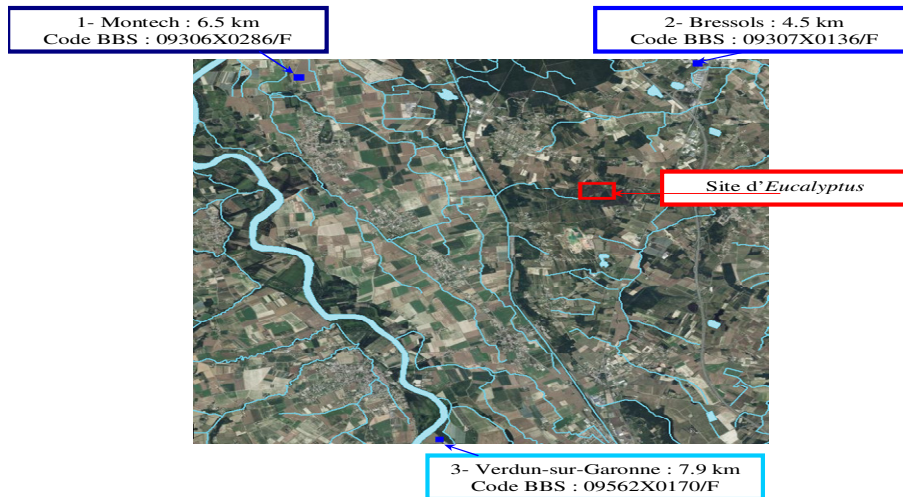 1- Montech : 6.5 km
Code BBS : 09306X0286/F
2- Bressols : 4.5 km
Code BBS : 09307X0136/F
Site d'Eucalyptus
3- Verdun-sur-Garonne : 7.9 km
Code BBS : 09562X0170/F